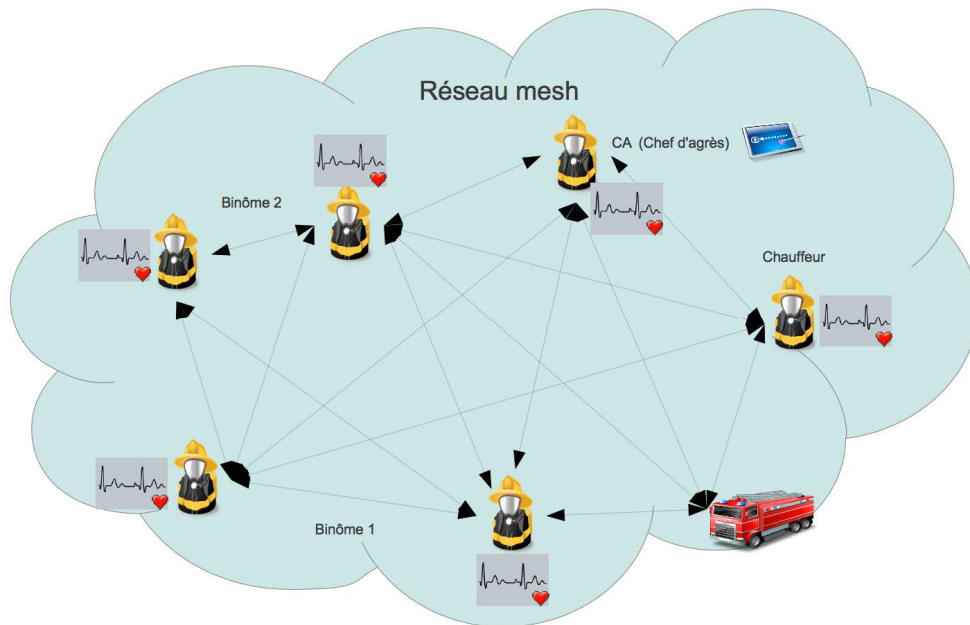 Réseau mesh
CA (Chef d'agrès)
Binôme 2
Chauffeur
Binôme 1